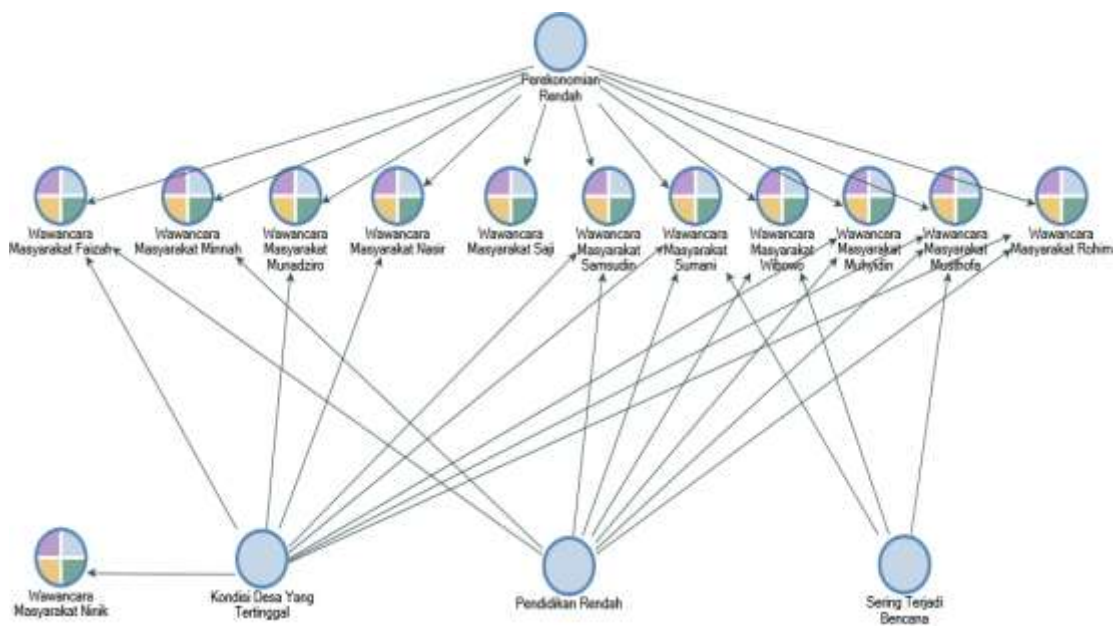 Perekonomian
Rendah
Wawancara
Masyarakat Faizah
Wawancara
Masyarakat Minnah
Wawancara
Masyarakat
Munadziro
Wawancara
Masyarakat Nasir
Wawancara
Masyarakat Saji
Wawancara
Masyarakat
Samsudin
Wawancara
Masyarakat
Sumani
Wawancara
Masyarakat
Wibowo
Wawancara
Masyarakat
Muhyidin
Wawancara
Masyarakat
Musthofa
Wawancara
Masyarakat Rohim
Wawancara
Masyarakat Ninik
Kondisi Desa Yang
Tertinggal
Pendidikan Rendah
Sering Terjadi
Bencana